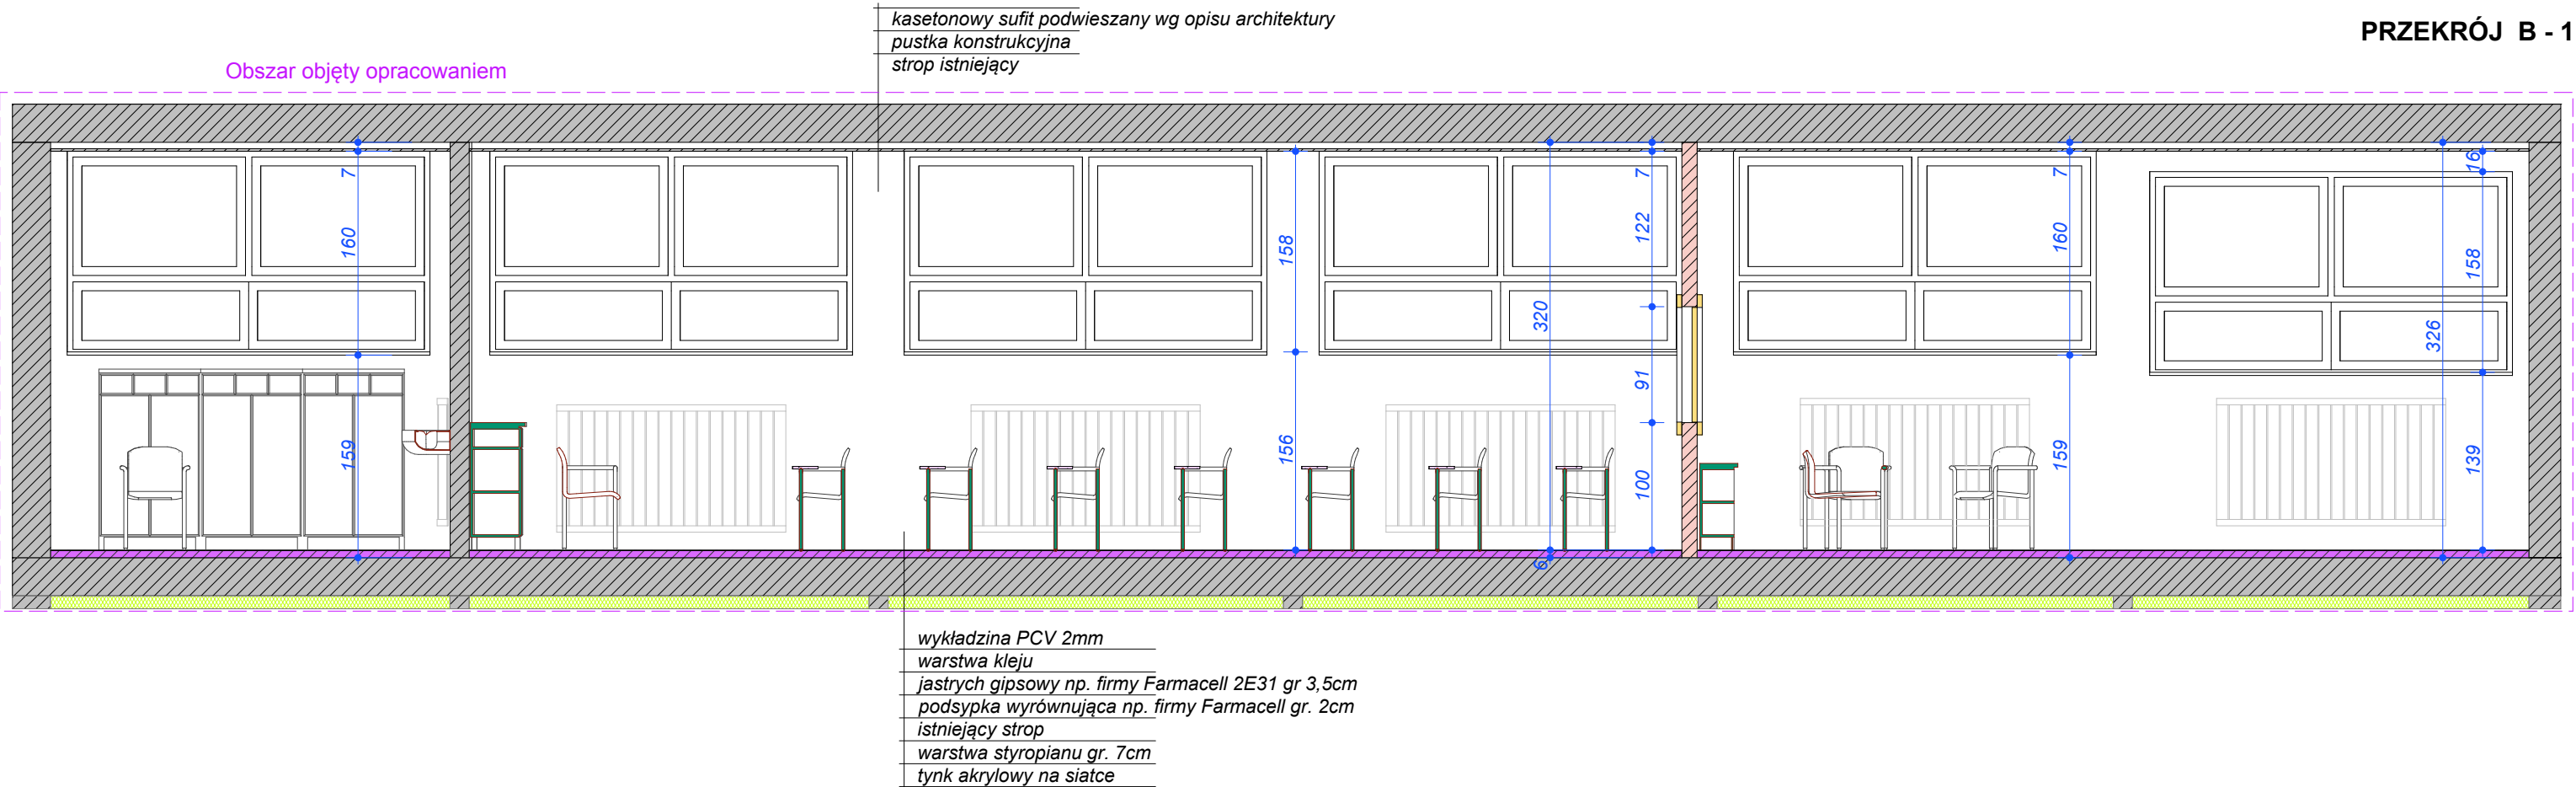 kasetonowy sufit podwieszany wg opisu architektury
pustka konstrukcyjna
strop istniejący
PRZEKRÓJ B - 1
Obszar objęty opracowaniem
7
160
159
158
156
320
6
7
122
91
100
7
160
159
326
16
158
139
wykładzina PCV 2mm
warstwa kleju
jastrych gipsowy np. firmy Farmacell 2E31 gr 3,5cm
podsypka wyrównująca np. firmy Farmacell gr. 2cm
istniejący strop
warstwa styropianu gr. 7cm
tynk akrylowy na siatce